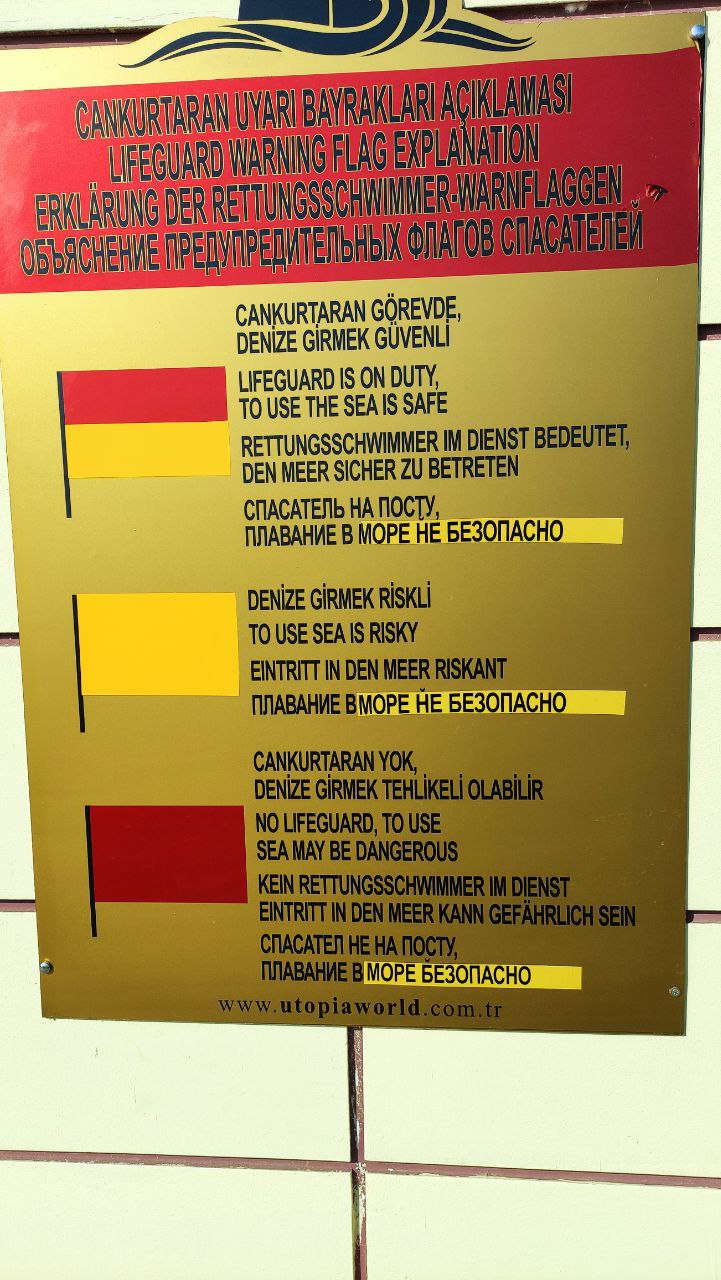 CANKURTARAN UYARI BAYRAKLARI AÇIKLAMASI
LIFEGUARD WARNING FLAG EXPLANATION
ERKLÄRUNG DER RETTUNGSSCHWIMMER-WARNFLAGGEN
ОБЪЯСНЕНИЕ ПРЕДУПРЕДИТЕЛЬНЫХ ФЛАГОВ СПАСАТЕЛЕЙ
CANKURTARAN GÖREVDE,
DENİZE GİRMEK GÜVENLİ
LIFEGUARD IS ON DUTY,
TO USE THE SEA IS SAFE
RETTUNGSSCHWIMMER IM DIENST BEDEUTET,
DEN MEER SICHER ZU BETRETEN
СПАСАТЕЛЬ НА ПОСТУ,
ПЛАВАНИЕ В МОРЕ НЕ БЕЗОПАСНО
DENİZE GİRMEK RİSKLİ
TO USE SEA IS RISKY
EINTRITT IN DEN MEER RISKANT
ПЛАВАНИЕ В МОРЕ НЕ БЕЗОПАСНО
CANKURTARAN YOK,
DENİZE GİRMEK TEHLİKELİ OLABİLİR
NO LIFEGUARD, TO USE
SEA MAY BE DANGEROUS
KEIN RETTUNGSSCHWIMMER IM DIENST
EINTRITT IN DEN MEER KANN GEFÄHRLICH SEIN
СПАСАТЕЛ НЕ НА ПОСТУ,
ПЛАВАНИЕ В МОРЕ БЕЗОПАСНО
www.utopiaworld.com.tr